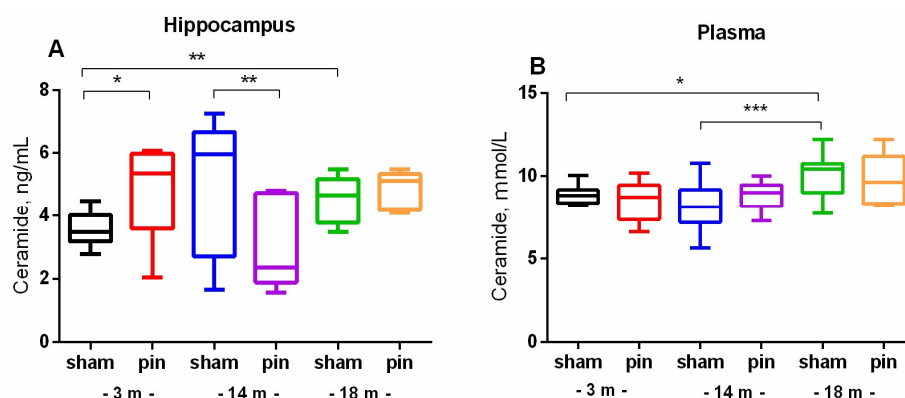 Hippocampus
A
**
*
**
Ceramide, ng/mL
8
6
4
2
0
sham pin sham pin sham pin
- 3 m - - 14 m - - 18 m -
Plasma
B
*
***
Ceramide, mmol/L
15
10
5
0
sham pin sham pin sham pin
- 3 m - - 14 m - - 18 m -